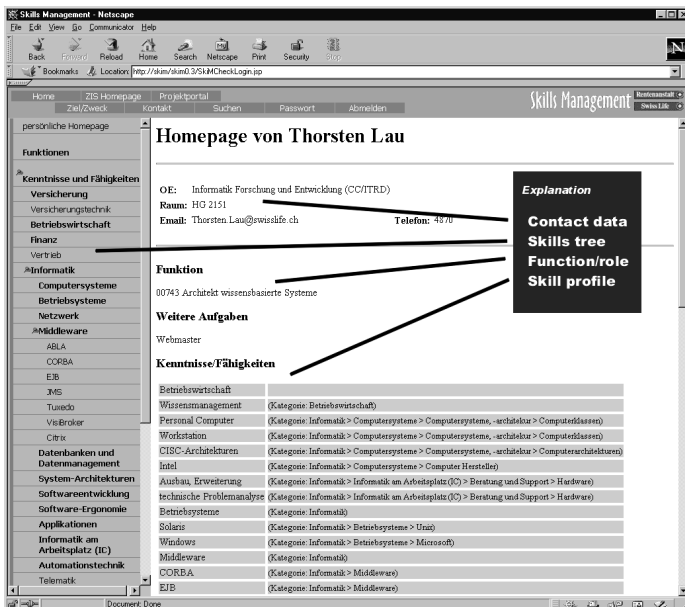 Skills Management - Netscape
File Edit View Go Communicator Help
Back Forward Reload Home Search Netscape Print Security Stop
Bookmarks Location: http://skim/skim0.3/SkiMCheckLogin.jsp
Home ZIS Homepage Projektportal
Ziel/Zweck Kontakt Suchen Passwort Abmelden
Skills Management Rentenanstalt
Swiss Life
persönliche Homepage
Funktionen
Kenntnisse und Fähigkeiten
Versicherung
Versicherungstechnik
Betriebswirtschaft
Finanz
Vertrieb
Informatik
Computersysteme
Betriebsysteme
Netzwerk
Middleware
ABLA
CORBA
EJB
JMS
Tuxedo
VisiBroker
Citrix
Datenbanken und
Datenmanagement
System-Architekturen
Softwareentwicklung
Software-Ergonomie
Applikationen
Informatik am
Arbeitsplatz (IC)
Automationstechnik
Telematik
Homepage von Thorsten Lau
OE: Informatik Forschung und Entwicklung (CC/ITRD)
Raum: HG 2151
Email: Thorsten.Lau@swisslife.ch Telefon: 4870
Explanation
Contact data
Skills tree
Function/role
Skill profile
Funktion
00743 Architekt wissensbasierte Systeme
Weitere Aufgaben
Webmaster
Kenntnisse/Fähigkeiten
Betriebswirtschaft
Wissensmanagement (Kategorie: Betriebswirtschaft)
Personal Computer (Kategorie: Informatik > Computersysteme > Computersysteme, -architekur > Computerklassen)
Workstation (Kategorie: Informatik > Computersysteme > Computersysteme, -architekur > Computerklassen)
CISC-Architekturen (Kategorie: Informatik > Computersysteme > Computersysteme, -architekur > Computerarchitekturen)
Intel (Kategorie: Informatik > Computersysteme > Computer Hersteller)
Ausbau, Erweiterung (Kategorie: Informatik > Informatik am Arbeitsplatz (IC) > Beratung und Support > Hardware)
technische Problemanalyse (Kategorie: Informatik > Informatik am Arbeitsplatz (IC) > Beratung und Support > Hardware)
Betriebsysteme (Kategorie: Informatik)
Solaris (Kategorie: Informatik > Betriebsysteme > Unix)
Windows (Kategorie: Informatik > Betriebsysteme > Microsoft)
Middleware (Kategorie: Informatik)
CORBA (Kategorie: Informatik > Middleware)
EJB (Kategorie: Informatik > Middleware)
Document: Done